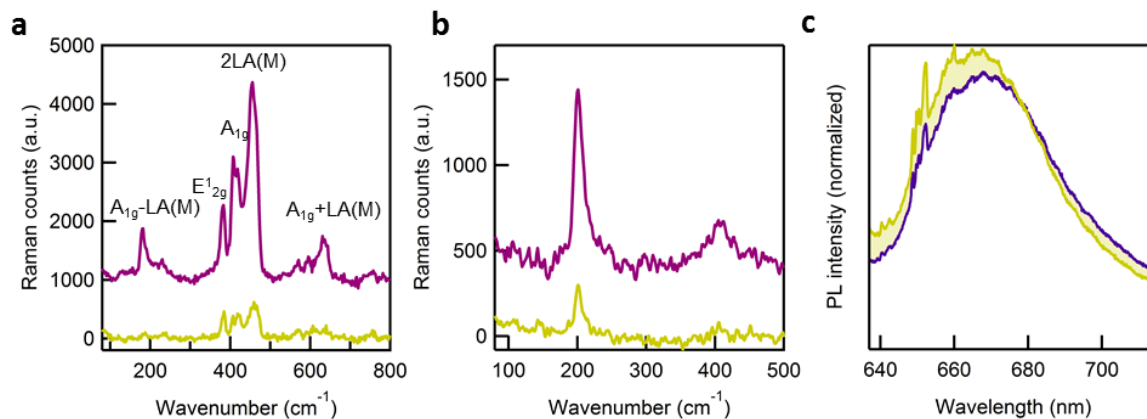 a
5000
4000
3000
2000
1000
0
Raman counts (a.u.)
2LA(M)
A1g
E¹2g
A1g-LA(M)
A1g+LA(M)
200
400
600
800
Wavenumber (cm⁻¹)
b
1500
1000
500
0
Raman counts (a.u.)
100
200
300
400
500
Wavenumber (cm⁻¹)
c
PL intensity (normalized)
640
660
680
700
Wavelength (nm)